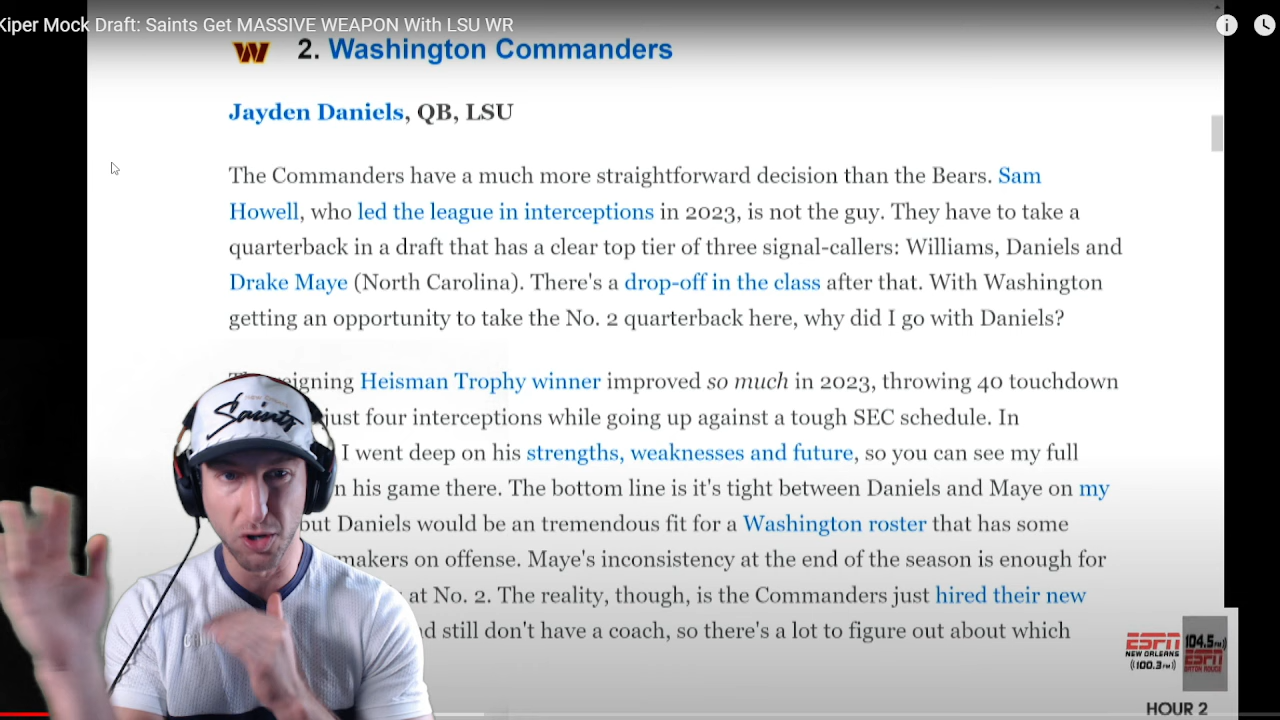 Kiper Mock Draft: Saints Get MASSIVE WEAPON With LSU WR
W 2. Washington Commanders
Jayden Daniels, QB, LSU
The Commanders have a much more straightforward decision than the Bears. Sam
Howell, who led the league in interceptions in 2023, is not the guy. They have to take a
quarterback in a draft that has a clear top tier of three signal-callers: Williams, Daniels and
Drake Maye (North Carolina). There's a drop-off in the class after that. With Washington
getting an opportunity to take the No. 2 quarterback here, why did I go with Daniels?
Heisman Trophy winner improved so much in 2023, throwing 40 touchdown
just four interceptions while going up against a tough SEC schedule. In
I went deep on his strengths, weaknesses and future, so you can see my full
his game there. The bottom line is it's tight between Daniels and Maye on my
but Daniels would be an tremendous fit for a Washington roster that has some
on offense. Maye's inconsistency at the end of the season is enough for
at No. 2. The reality, though, is the Commanders just hired their new
still don't have a coach, so there's a lot to figure out about which
Saints
ESPN
NEW ORLEANS
100.3 FM
104.5 FM
ESPN
BATON ROUGE
HOUR 2